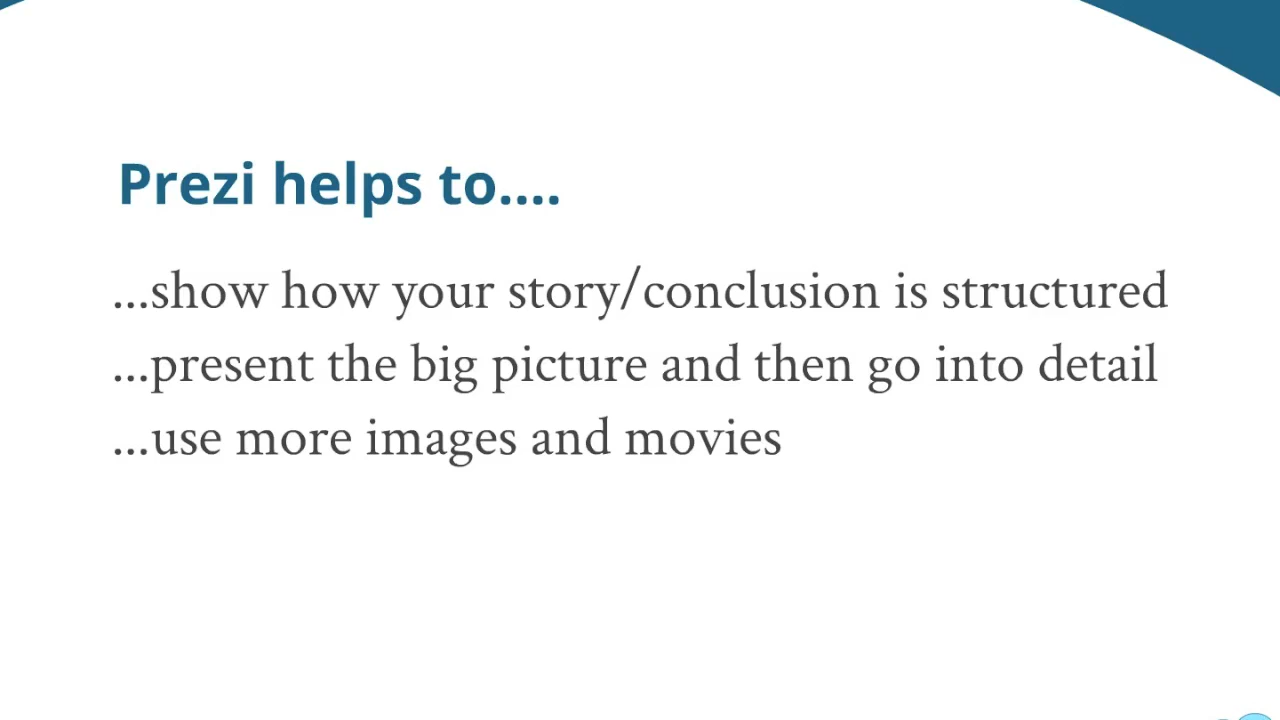 Prezi helps to....
...show how your story/conclusion is structured
...present the big picture and then go into detail
...use more images and movies